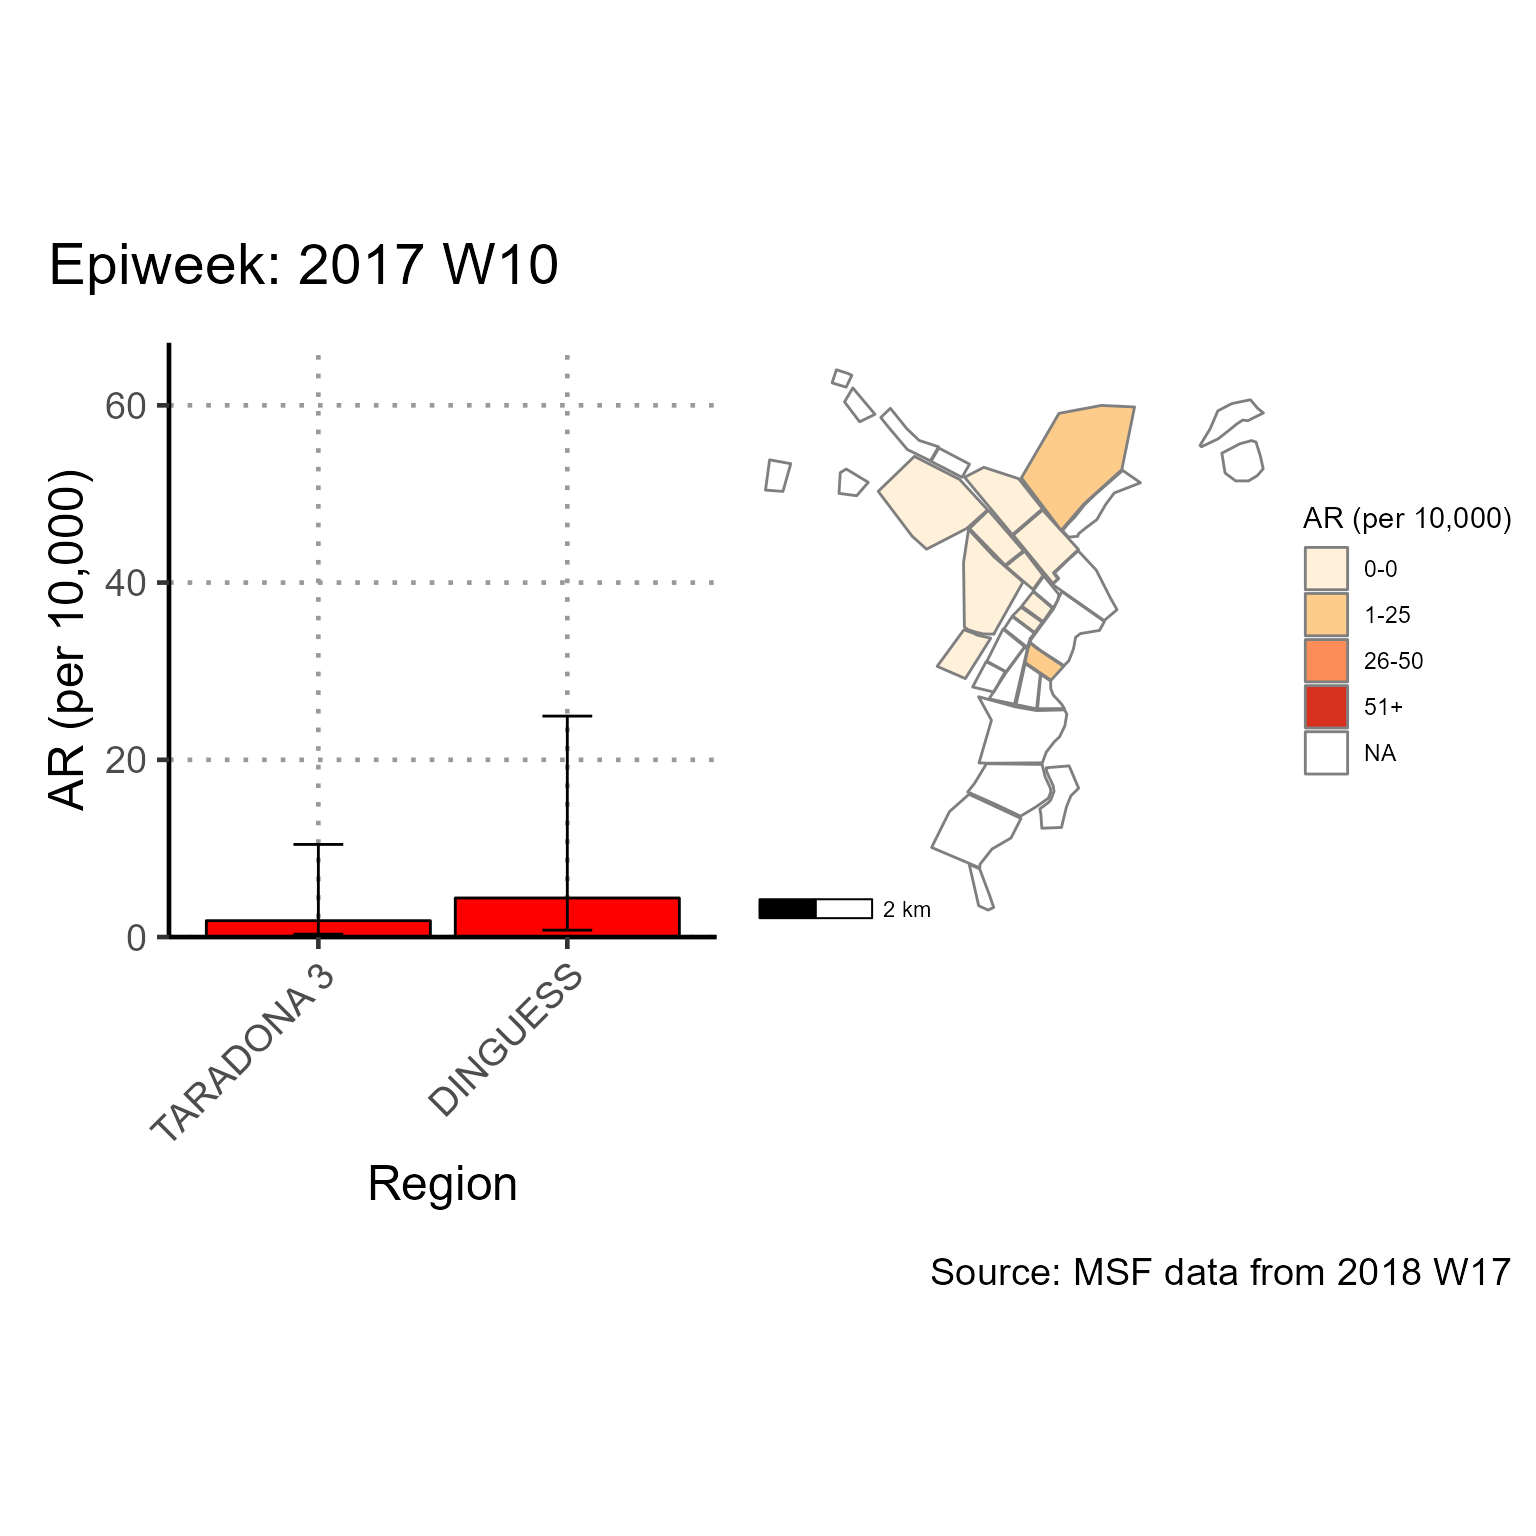 Epiweek: 2017 W10
AR (per 10,000)
60
40
20
0
TARADONA 3
DINGUESS
Region
2 km
AR (per 10,000)
0-0
1-25
26-50
51+
NA
Source: MSF data from 2018 W17